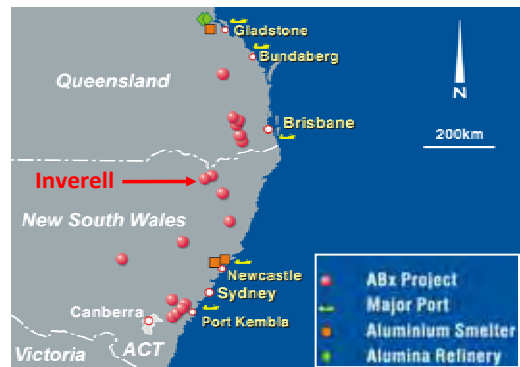 Gladstone
Bundaberg
Queensland
Brisbane
N
200km
Inverell
New South Wales
Newcastle
Sydney
Canberra
Port Kembla
Victoria
ACT
ABx Project
Major Port
Aluminium Smelter
Alumina Refinery